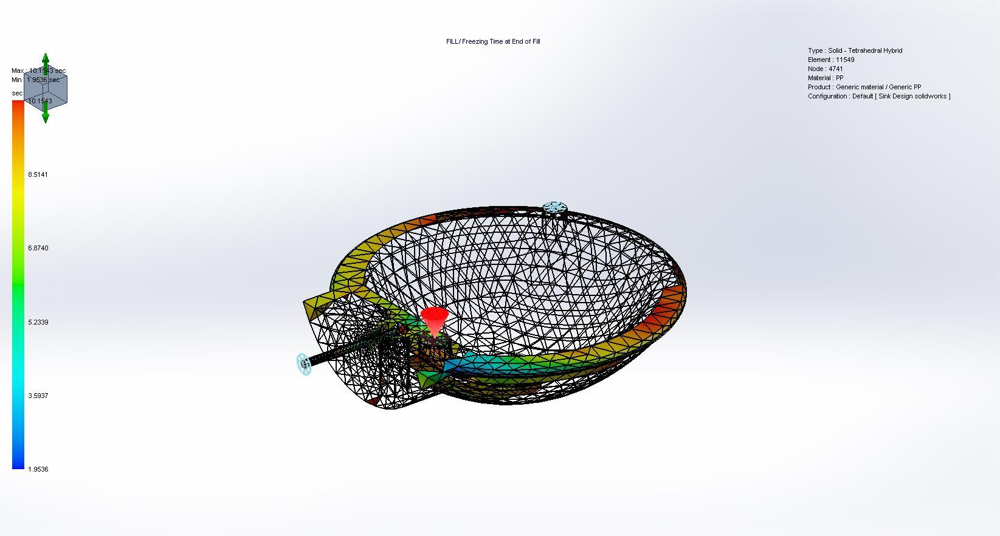 FILL/ Freezing Time at End of Fill
Type : Solid - Tetrahedral Hybrid
Element : 11549
Node : 4741
Material : PP
Product : Generic material / Generic PP
Configuration : Default [ Sink Design solidworks ]
Max : 10.1543 sec
Min : 1.9536 sec
sec
10.1543
8.5141
6.8740
5.2339
3.5937
1.9536